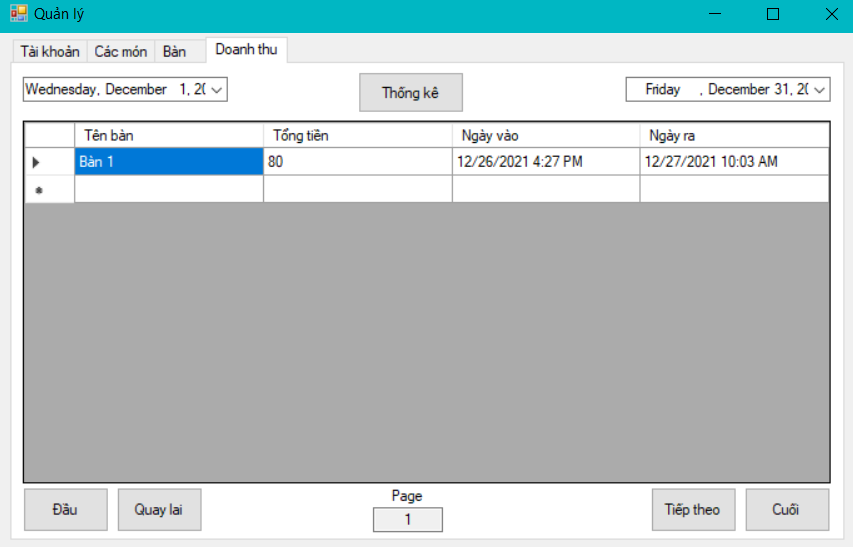 Quản lý
Tài khoản Các món Bàn Doanh thu
Wednesday, December 1, 20 Thống kê Friday , December 31, 20
Tên bàn Tổng tiền Ngày vào Ngày ra
Bàn 1 80 12/26/2021 4:27 PM 12/27/2021 10:03 AM
Page
Đầu Quay lai 1 Tiếp theo Cuối